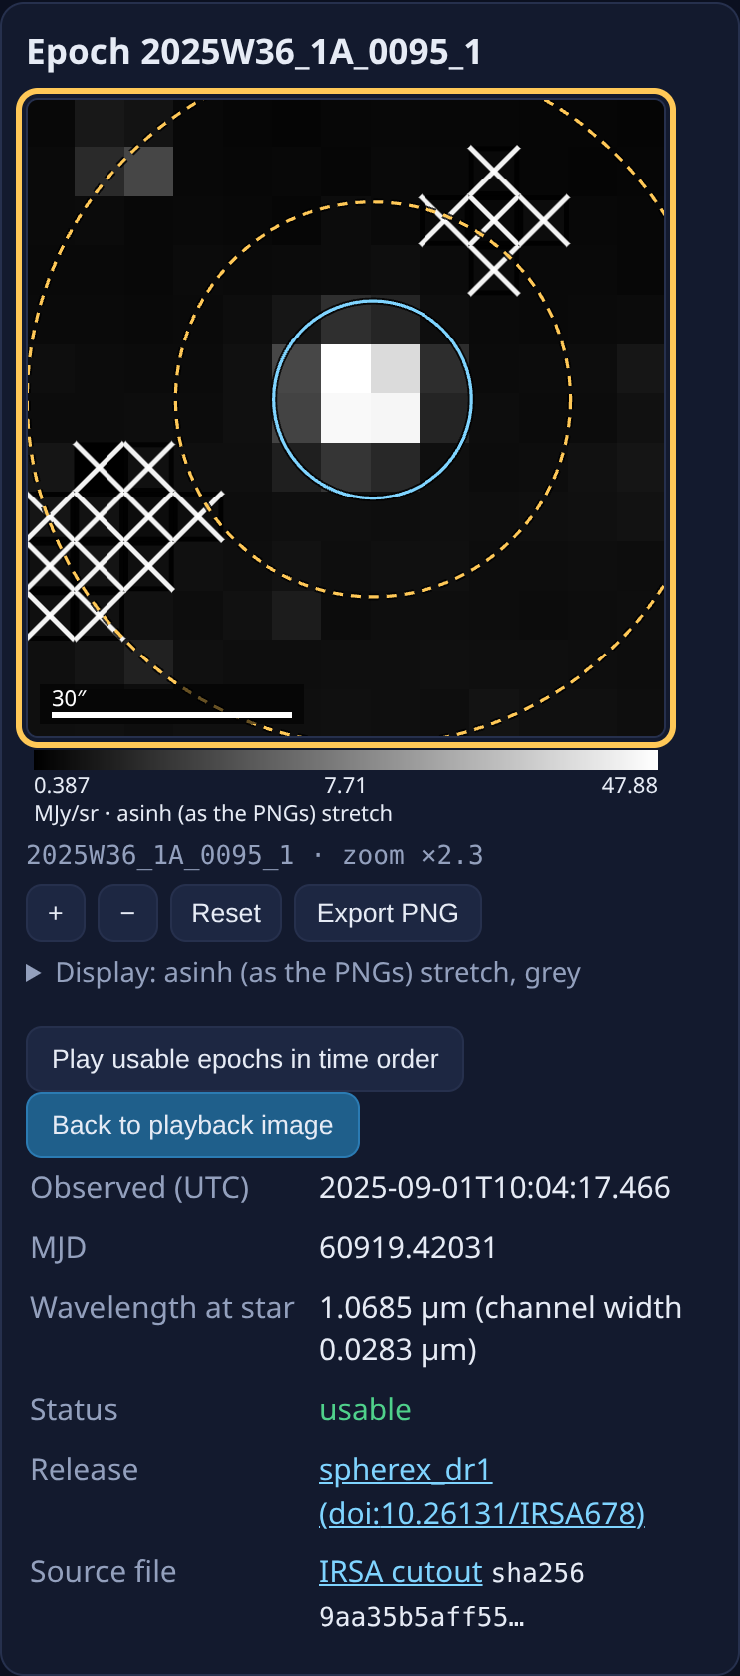 Epoch 2025W36_1A_0095_1
30″
0.387 7.71 47.88
MJy/sr · asinh (as the PNGs) stretch
2025W36_1A_0095_1 · zoom ×2.3
+ − Reset Export PNG
▶ Display: asinh (as the PNGs) stretch, grey
Play usable epochs in time order
Back to playback image
Observed (UTC) 2025-09-01T10:04:17.466
MJD 60919.42031
Wavelength at star 1.0685 µm (channel width
0.0283 µm)
Status usable
Release spherex_dr1
(doi:10.26131/IRSA678)
Source file IRSA cutout sha256
9aa35b5aff55…